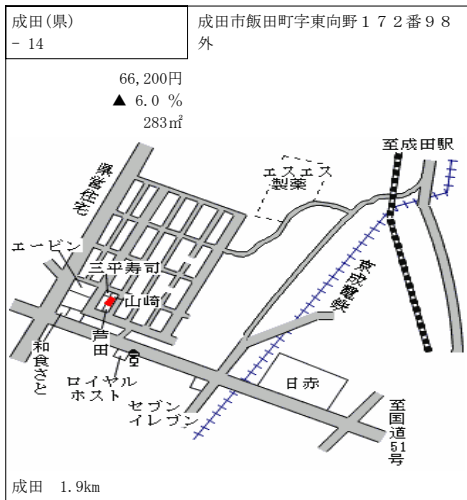 成田(県)
- 14
成田市飯田町字東向野１７２番９８
外
66,200円
▲ 6.0 %
283㎡
至成田駅
エスエス
製薬
県営住宅
エービン
三平寿司
山崎
京成電鉄
芦田
和食さと
ロイヤル
ホスト
セブン
イレブン
日赤
至国道51号
成田　1.9km